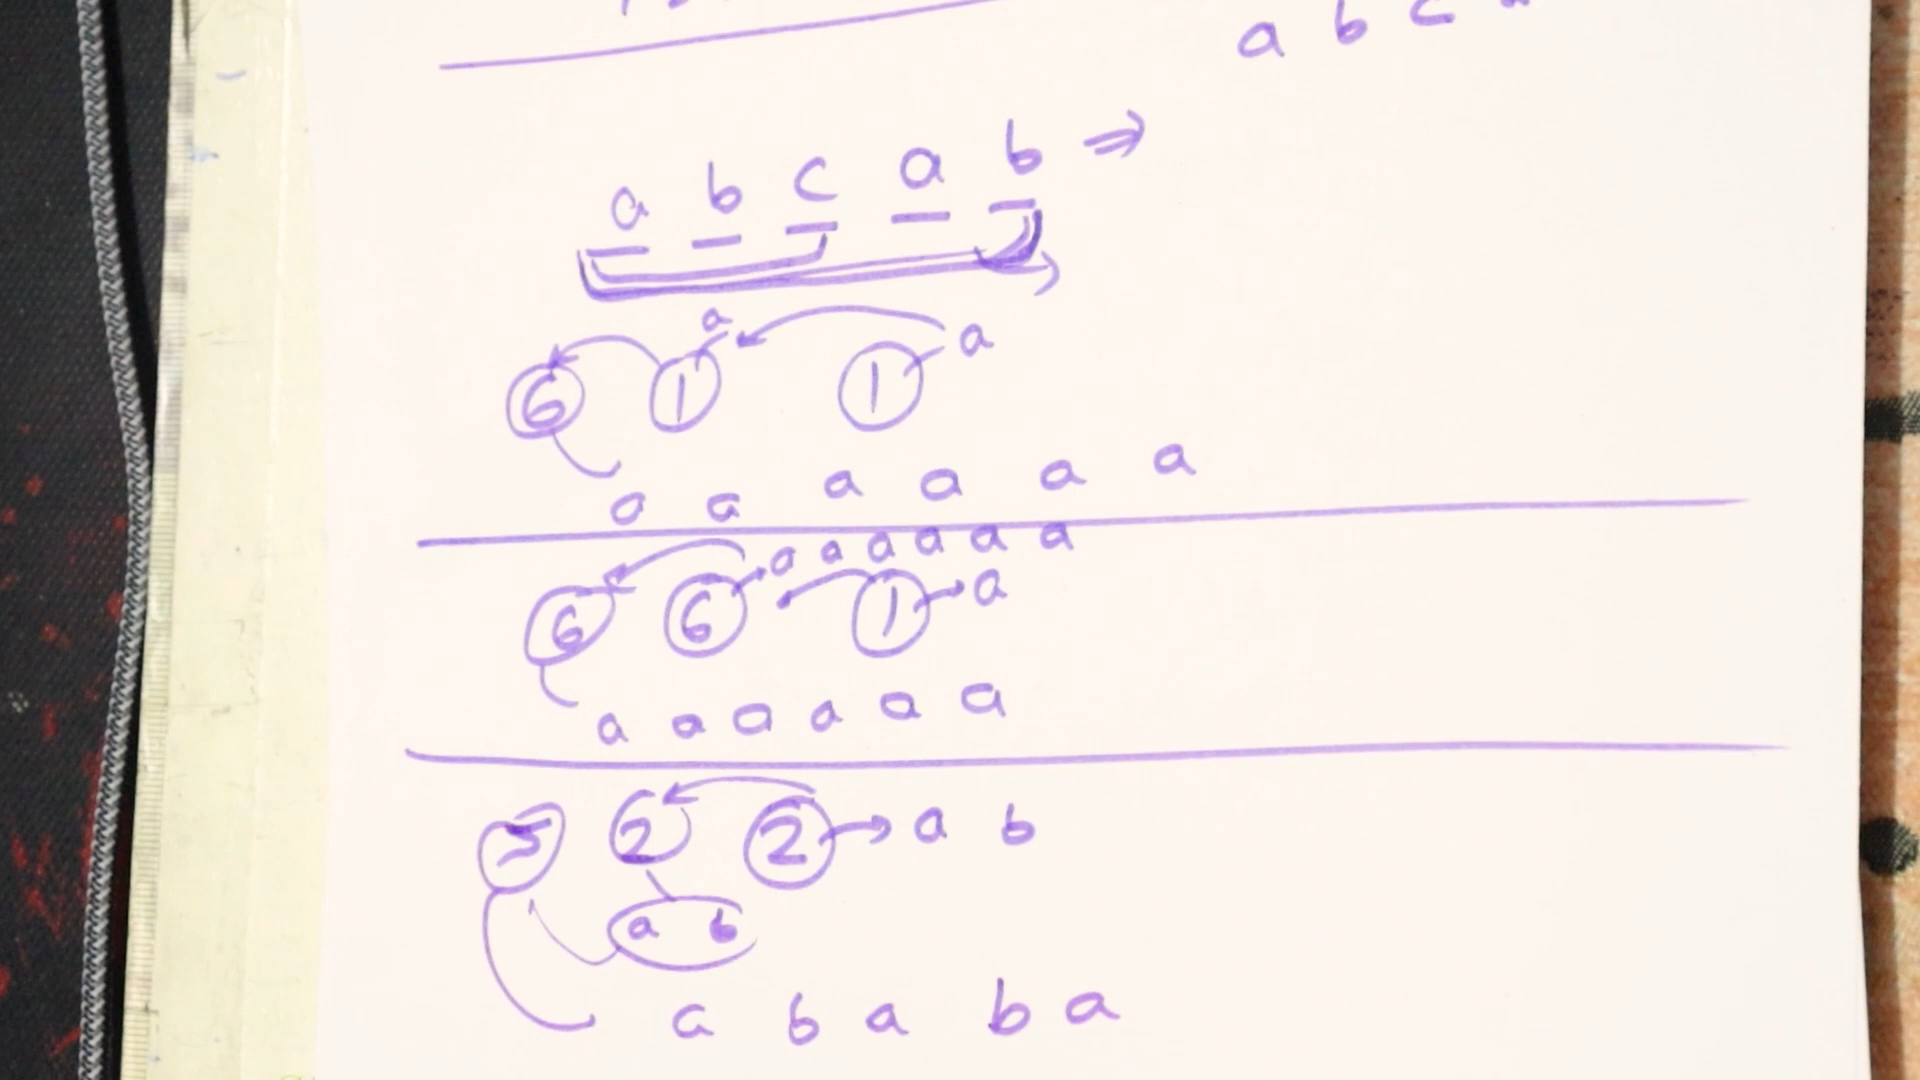 a b c
a b c a b ⇒
a a
6 1 1
a a a a a a
a a a a a a
6 6 1 a
a a a a a a
5 2 2 → a b
a b
a b a b a